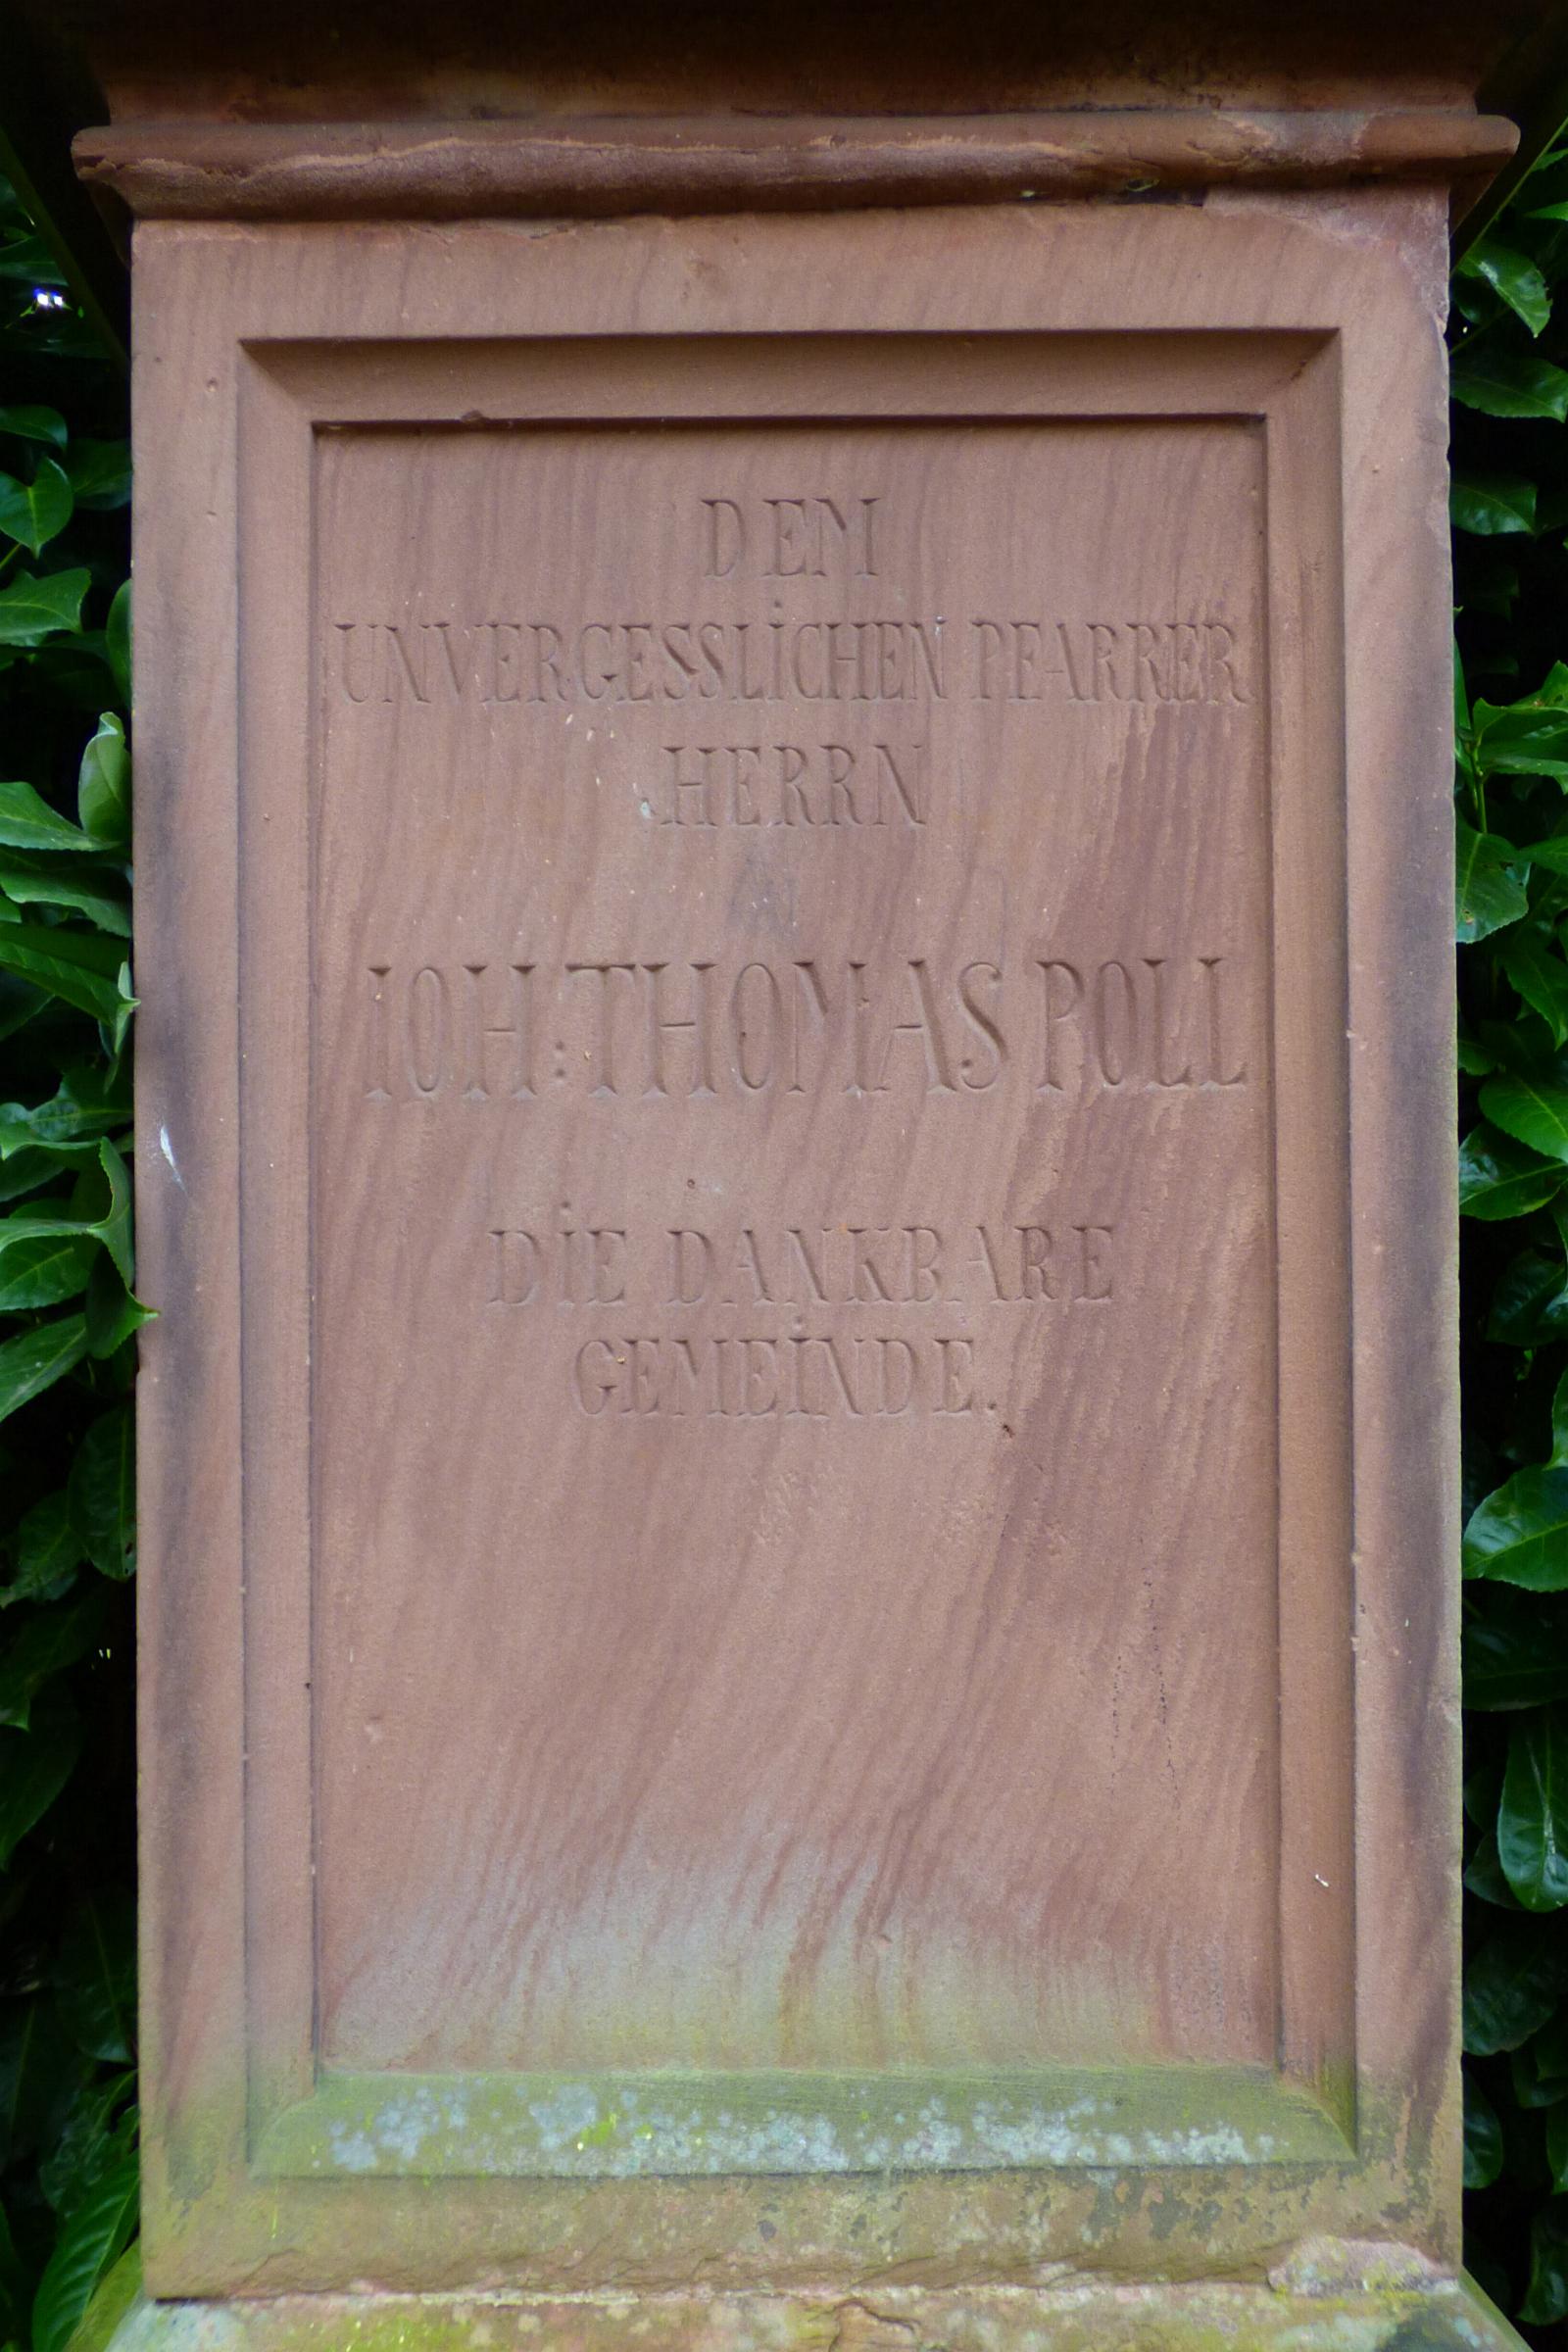 DEM
UNVERGESSLiCHEN PFARRER
HERRN
IOH: THOMAS POLL
DiE DANKBARE
GEMEiNDE.